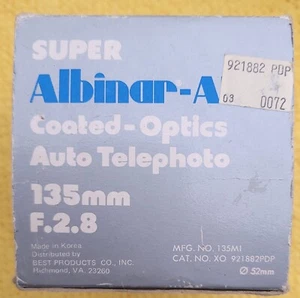 SUPER
921882 PDP
Albinar-A
03 0072
Coated-Optics
Auto Telephoto
135mm
F.2.8
Made in Korea
Distributed by
BEST PRODUCTS CO., INC.
Richmond, VA. 23260
MFG. NO. 135MI
CAT. NO. XO 921882PDP
Ø 52mm